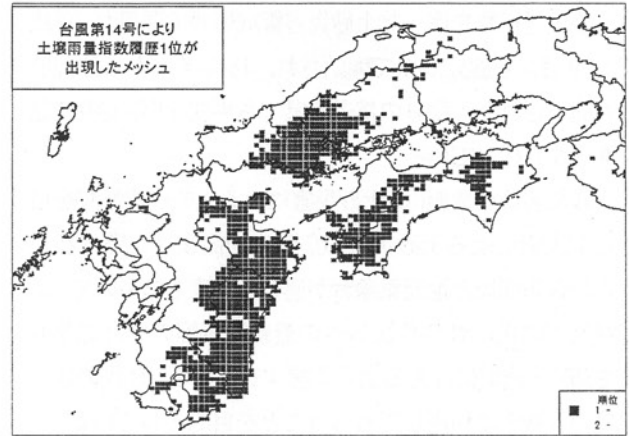 台風第14号により
土壌雨量指数履歴1位が
出現したメッシュ
順位
1 -
2 -